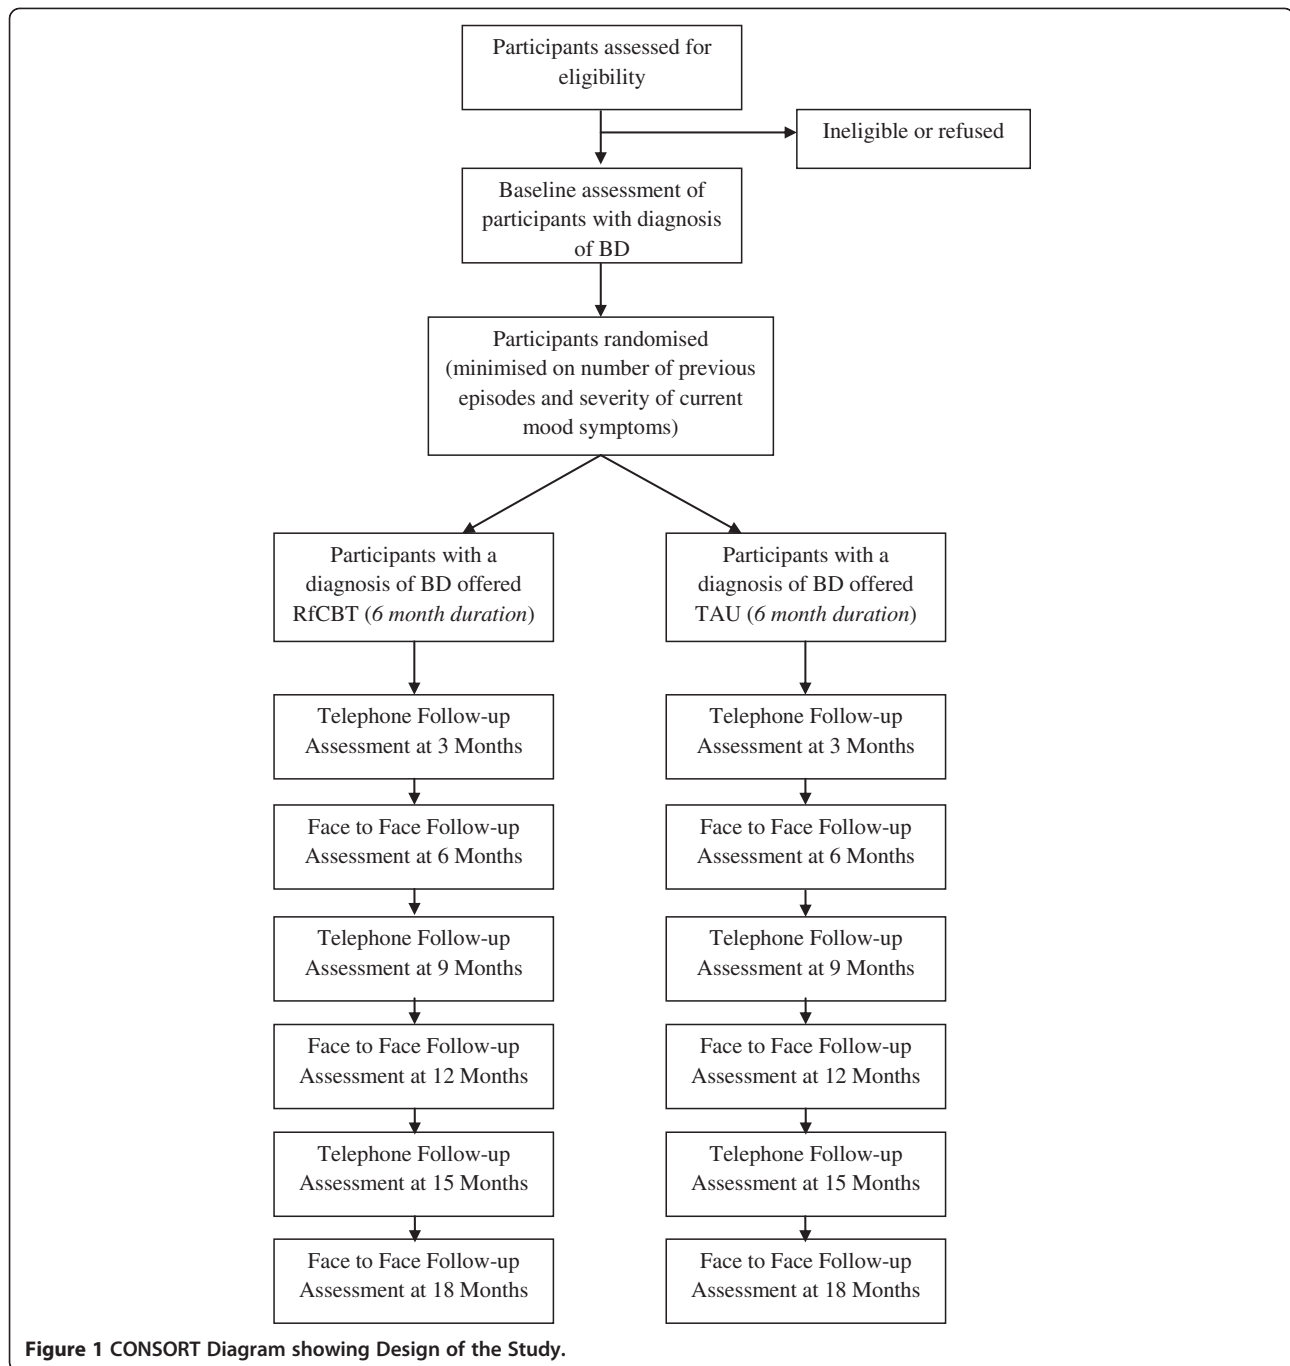 Participants assessed for
eligibility
Ineligible or refused
Baseline assessment of
participants with diagnosis
of BD
Participants randomised
(minimised on number of previous
episodes and severity of current
mood symptoms)
Participants with a
diagnosis of BD offered
RfCBT (6 month duration)
Participants with a
diagnosis of BD offered
TAU (6 month duration)
Telephone Follow-up
Assessment at 3 Months
Telephone Follow-up
Assessment at 3 Months
Face to Face Follow-up
Assessment at 6 Months
Face to Face Follow-up
Assessment at 6 Months
Telephone Follow-up
Assessment at 9 Months
Telephone Follow-up
Assessment at 9 Months
Face to Face Follow-up
Assessment at 12 Months
Face to Face Follow-up
Assessment at 12 Months
Telephone Follow-up
Assessment at 15 Months
Telephone Follow-up
Assessment at 15 Months
Face to Face Follow-up
Assessment at 18 Months
Face to Face Follow-up
Assessment at 18 Months
Figure 1 CONSORT Diagram showing Design of the Study.